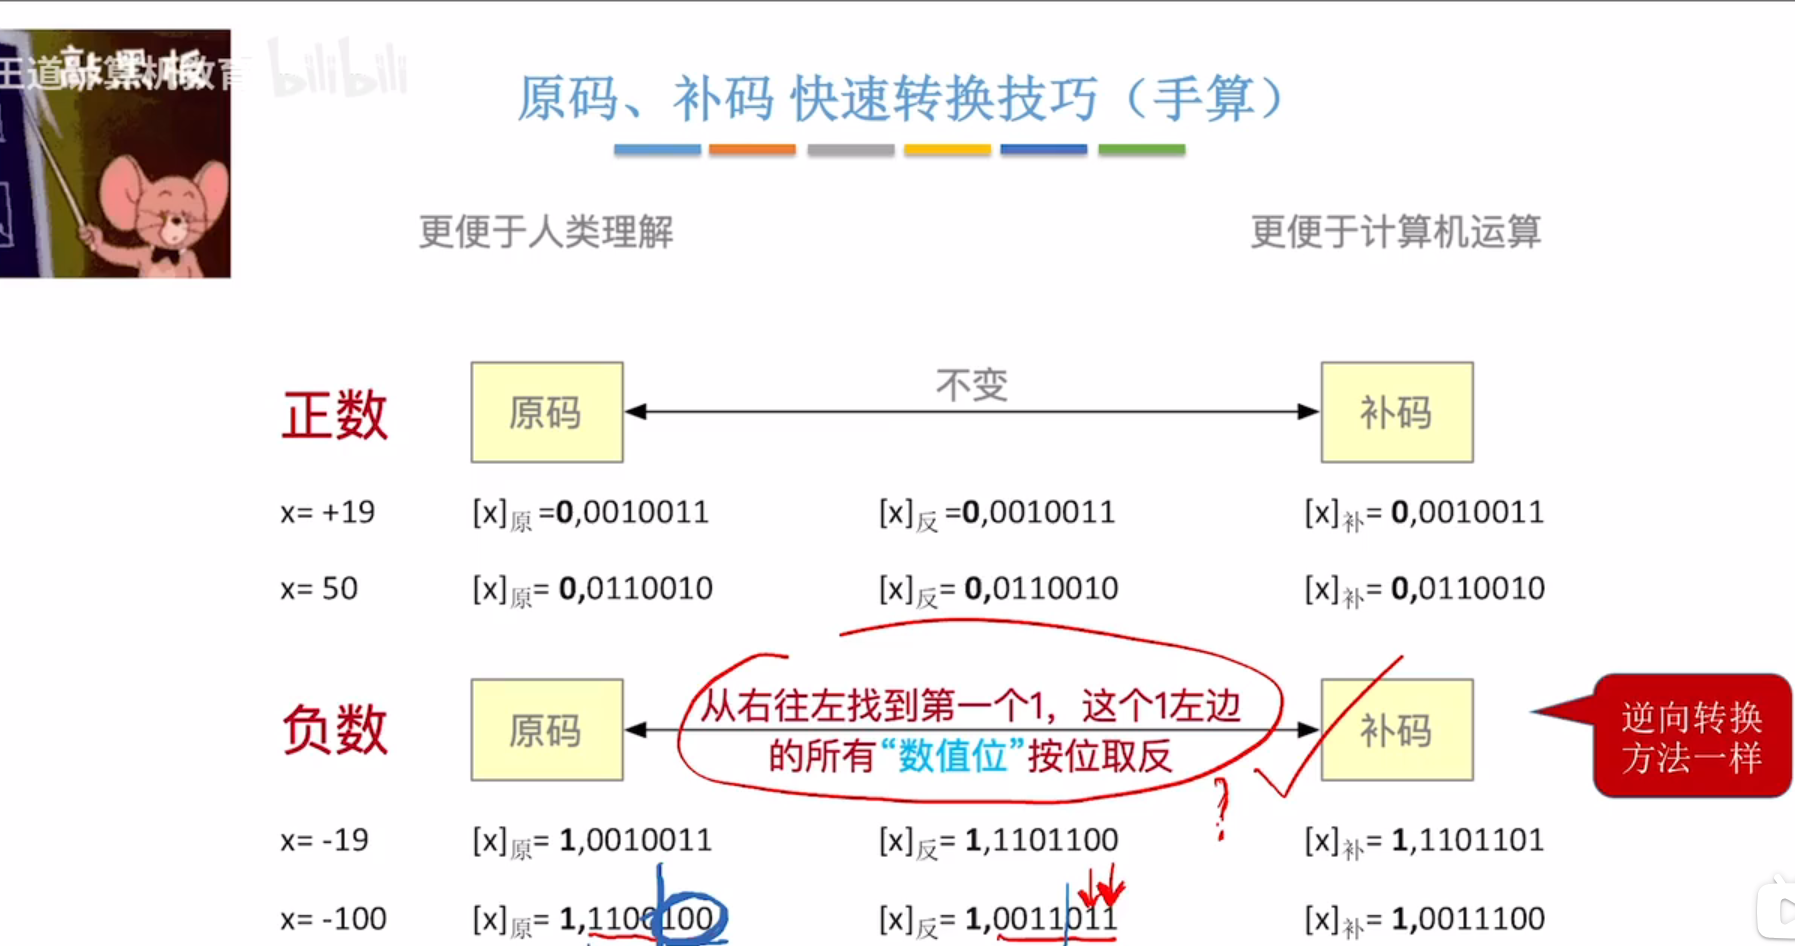 敲黑板
王道计算机教育 bilibili
原码、补码 快速转换技巧（手算）
更便于人类理解 更便于计算机运算
正数 原码 不变 补码
x= +19 [x]原 =0,0010011 [x]反 =0,0010011 [x]补= 0,0010011
x= 50 [x]原= 0,0110010 [x]反= 0,0110010 [x]补= 0,0110010
从右往左找到第一个1，这个1左边
的所有“数值位”按位取反
负数 原码 补码
逆向转换
方法一样
?
x= -19 [x]原= 1,0010011 [x]反= 1,1101100 [x]补= 1,1101101
x= -100 [x]原= 1,1100100 [x]反= 1,0011011 [x]补= 1,0011100